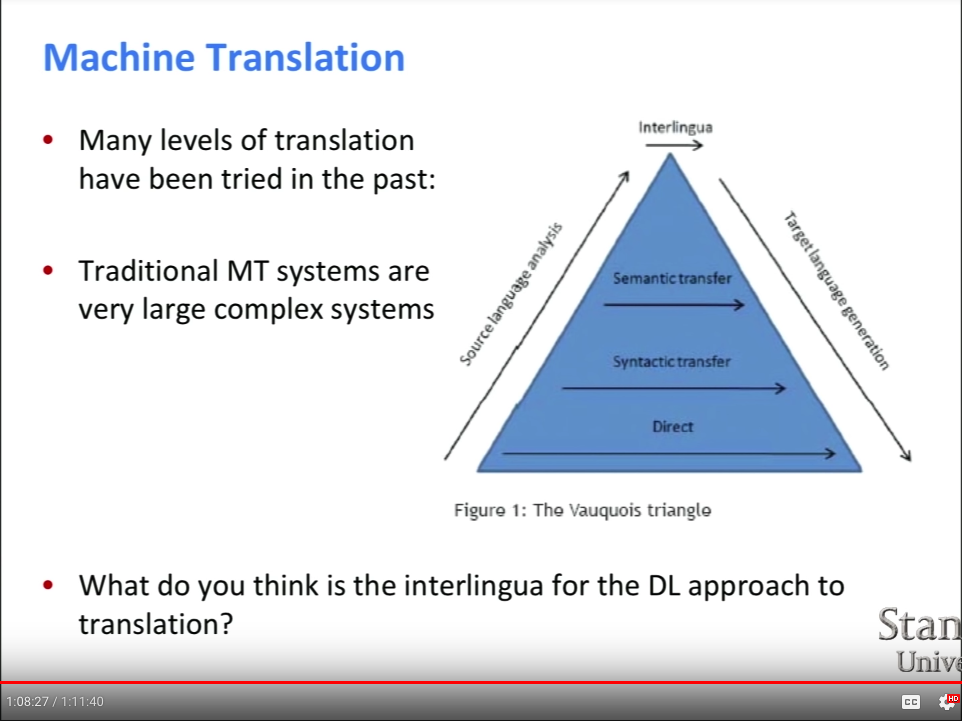 Machine Translation
• Many levels of translation
have been tried in the past:
• Traditional MT systems are
very large complex systems
Interlingua
Source language analysis
Target language generation
Semantic transfer
Syntactic transfer
Direct
Figure 1: The Vauquois triangle
• What do you think is the interlingua for the DL approach to
translation?
Stan
Unive
1:08:27 / 1:11:40
CC
HD